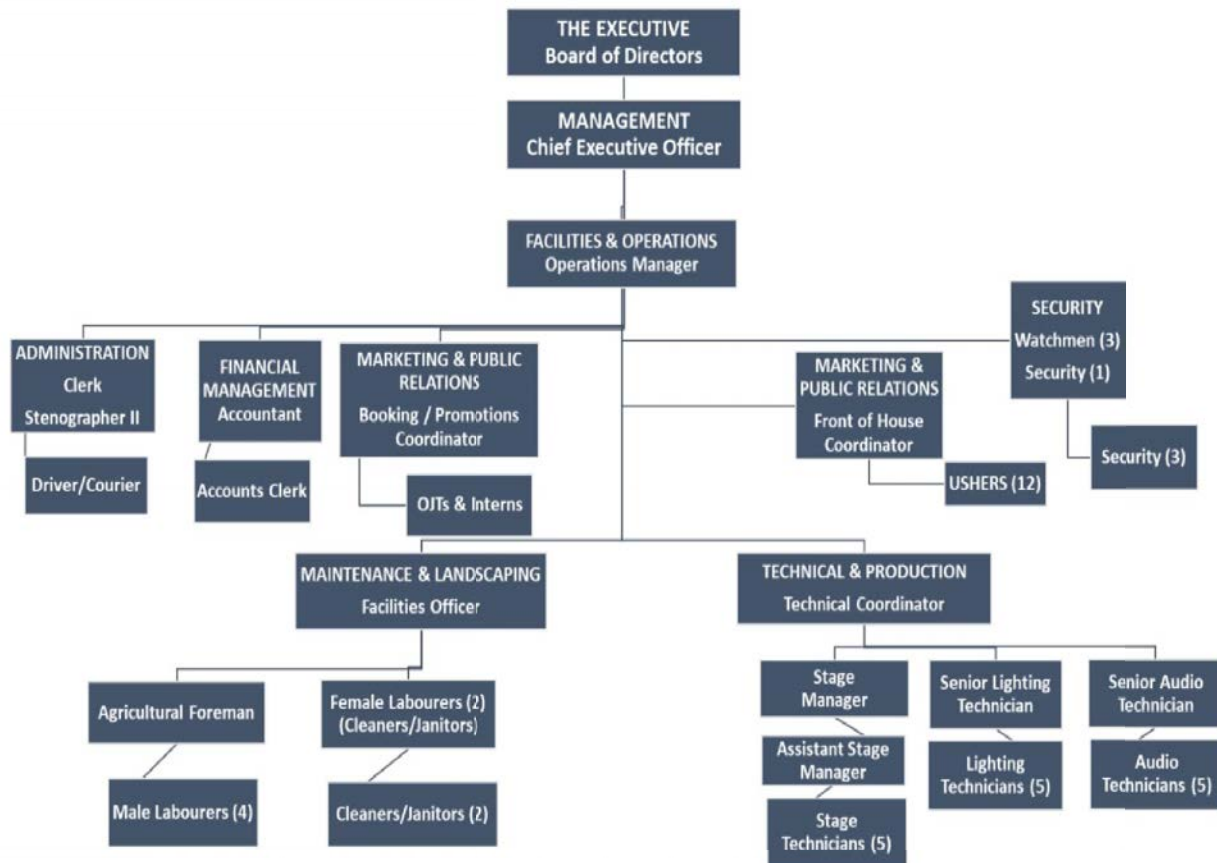 THE EXECUTIVE
Board of Directors
MANAGEMENT
Chief Executive Officer
FACILITIES & OPERATIONS
Operations Manager
ADMINISTRATION
Clerk
Stenographer II
Driver/Courier
FINANCIAL
MANAGEMENT
Accountant
Accounts Clerk
MARKETING & PUBLIC
RELATIONS
Booking / Promotions
Coordinator
OJTs & Interns
MARKETING &
PUBLIC RELATIONS
Front of House
Coordinator
USHERS (12)
SECURITY
Watchmen (3)
Security (1)
Security (3)
MAINTENANCE & LANDSCAPING
Facilities Officer
Agricultural Foreman
Male Labourers (4)
Female Labourers (2)
(Cleaners/Janitors)
Cleaners/Janitors (2)
TECHNICAL & PRODUCTION
Technical Coordinator
Stage
Manager
Assistant Stage
Manager
Stage
Technicians (5)
Senior Lighting
Technician
Lighting
Technicians (5)
Senior Audio
Technician
Audio
Technicians (5)